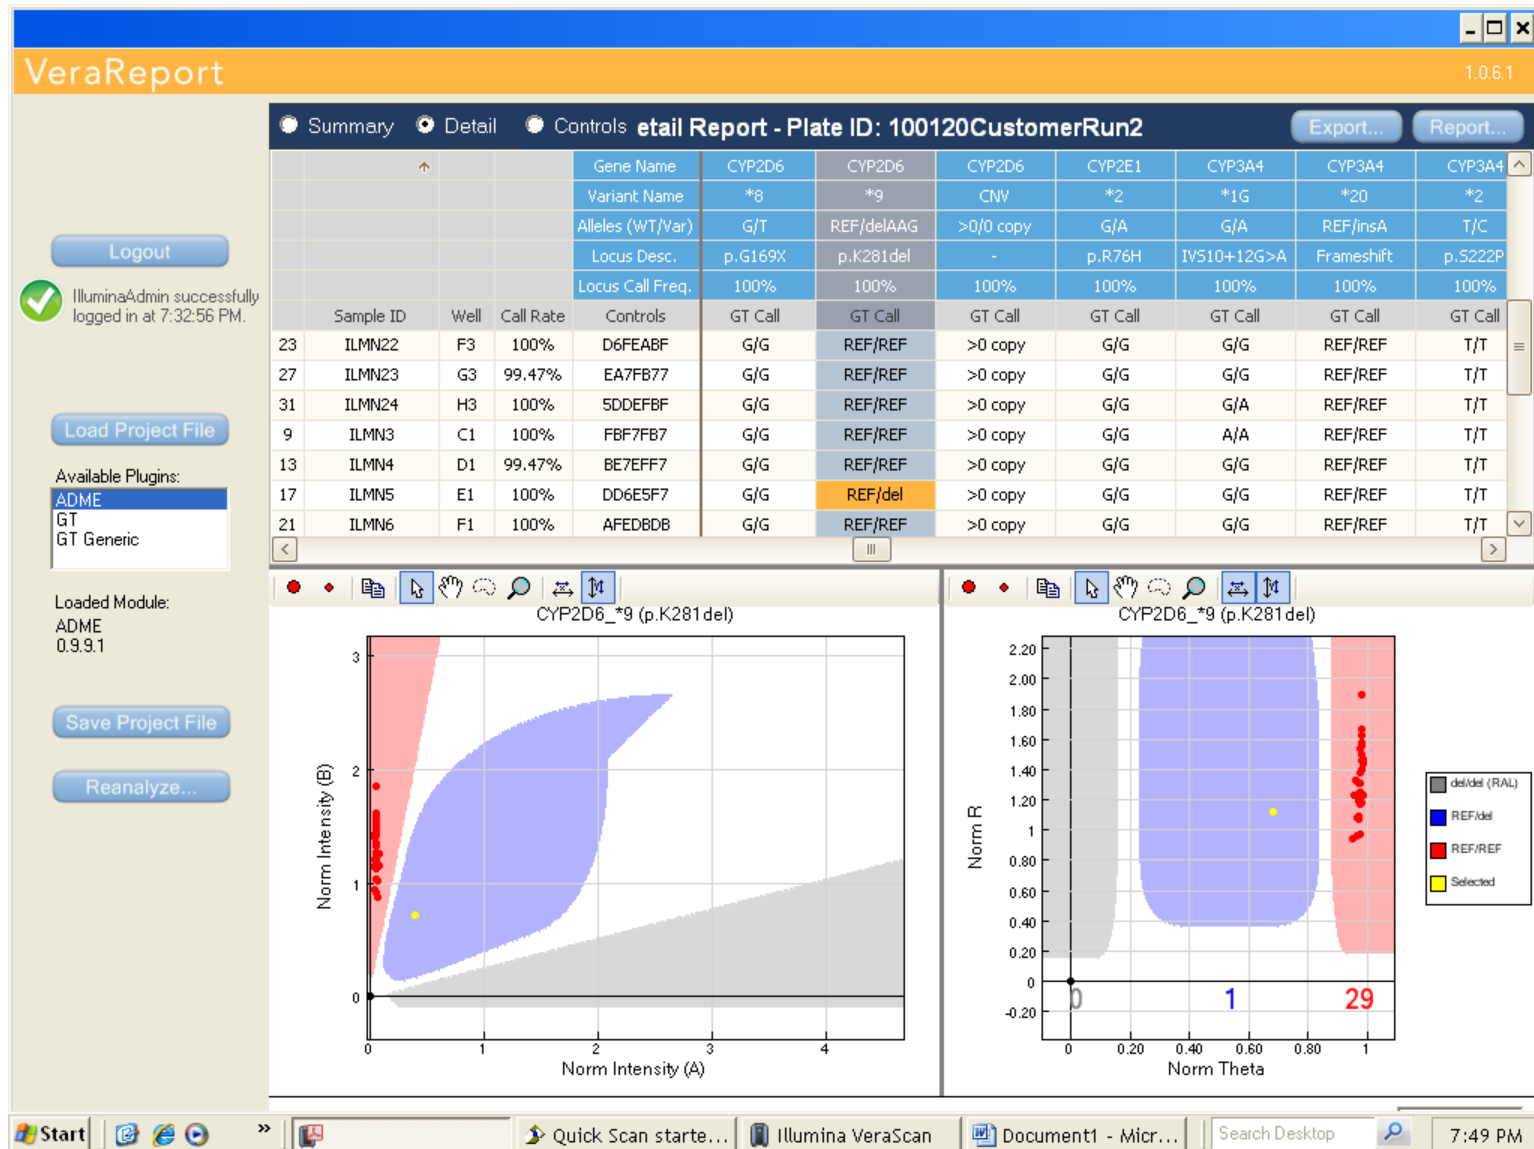 VeraReport
1.0.6.1
Summary Detail Controls etail Report - Plate ID: 100120CustomerRun2 Export... Report...
Gene Name CYP2D6 CYP2D6 CYP2D6 CYP2E1 CYP3A4 CYP3A4 CYP3A4
Variant Name *8 *9 CNV *2 *1G *20 *2
Alleles (WT/Var) G/T REF/delAAG >0/0 copy G/A G/A REF/insA T/C
Locus Desc. p.G169X p.K281del - p.R76H IVS10+12G>A Frameshift p.S222P
Locus Call Freq. 100% 100% 100% 100% 100% 100% 100%
Sample ID Well Call Rate Controls GT Call GT Call GT Call GT Call GT Call GT Call GT Call
23 ILMN22 F3 100% D6FEABF G/G REF/REF >0 copy G/G G/G REF/REF T/T
27 ILMN23 G3 99.47% EA7FB77 G/G REF/REF >0 copy G/G G/G REF/REF T/T
31 ILMN24 H3 100% 5DDEFBF G/G REF/REF >0 copy G/G G/A REF/REF T/T
9 ILMN3 C1 100% FBF7FB7 G/G REF/REF >0 copy G/G A/A REF/REF T/T
13 ILMN4 D1 99.47% BE7EFF7 G/G REF/REF >0 copy G/G G/G REF/REF T/T
17 ILMN5 E1 100% DD6E5F7 G/G REF/del >0 copy G/G G/G REF/REF T/T
21 ILMN6 F1 100% AFEDBDB G/G REF/REF >0 copy G/G G/G REF/REF T/T
Logout
IlluminaAdmin successfully
logged in at 7:32:56 PM.
Load Project File
Available Plugins:
ADME
GT
GT Generic
Loaded Module:
ADME
0.9.9.1
Save Project File
Reanalyze...
CYP2D6_*9 (p.K281del)
Norm Intensity (B)
3
2
1
0
0 1 2 3 4
Norm Intensity (A)
CYP2D6_*9 (p.K281del)
Norm R
2.20
2.00
1.80
1.60
1.40
1.20
1
0.80
0.60
0.40
0.20
0
-0.20
0 1 29
0 0.20 0.40 0.60 0.80 1
Norm Theta
del/del (RAL)
REF/del
REF/REF
Selected
Start » Quick Scan starte... Illumina VeraScan Document1 - Micr... Search Desktop 7:49 PM